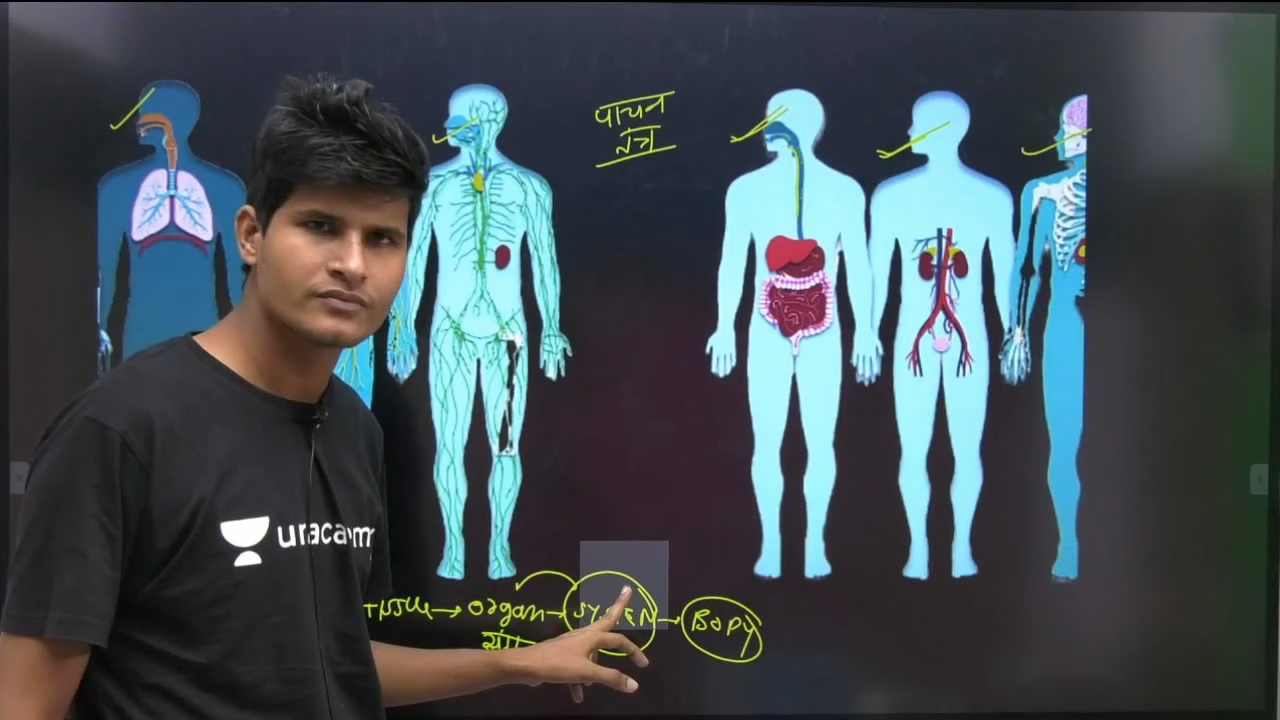 पाचन
तंत्र
unacademy
Tissue → organ → SYSTEM → BODY
अंग